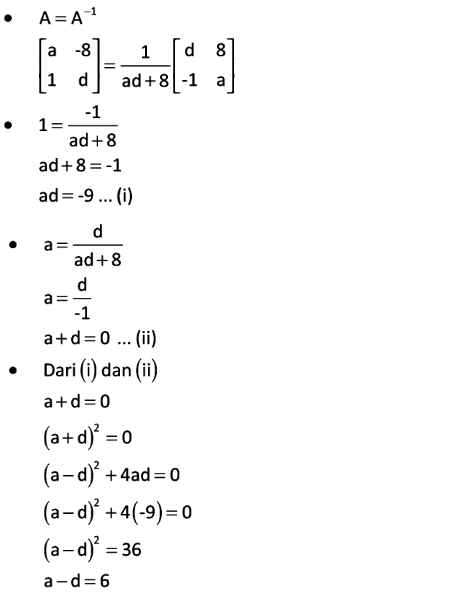 • A = A⁻¹
[a -8; 1 d] = 1/(ad+8) [d 8; -1 a]
• 1 = -1/(ad+8)
ad + 8 = -1
ad = -9 ... (i)
• a = d/(ad+8)
a = d/-1
a + d = 0 ... (ii)
• Dari (i) dan (ii)
a + d = 0
(a + d)² = 0
(a − d)² + 4ad = 0
(a − d)² + 4(-9) = 0
(a − d)² = 36
a − d = 6